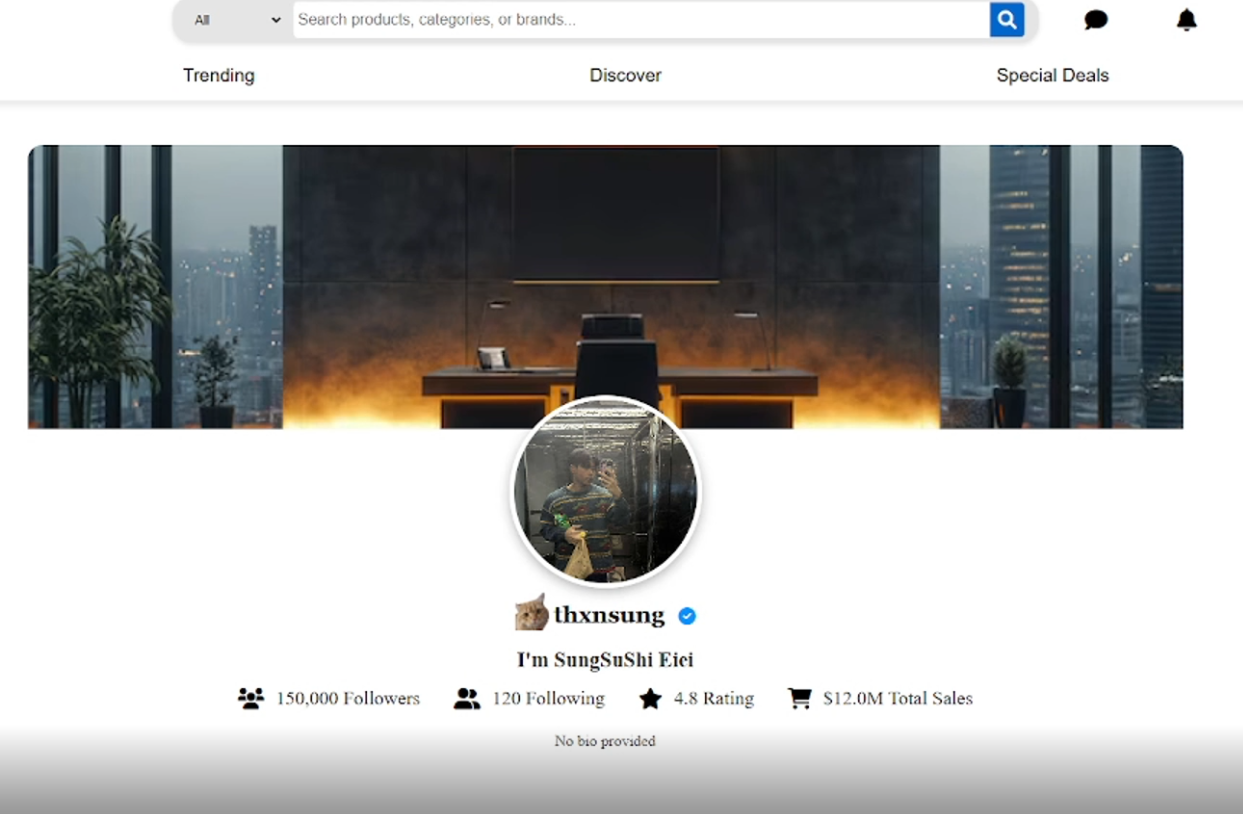 All Search products, categories, or brands...
Trending Discover Special Deals
thxnsung
I'm SungSuShi Eiei
150,000 Followers 120 Following 4.8 Rating $12.0M Total Sales
No bio provided